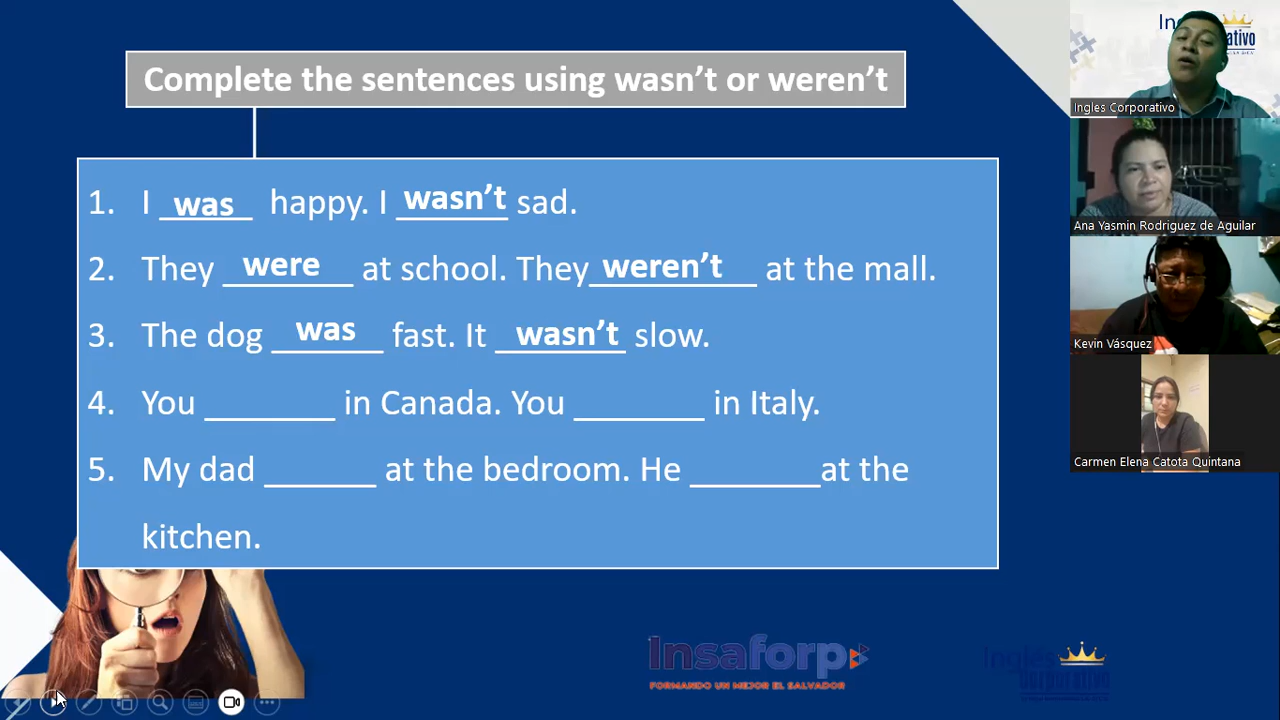 Complete the sentences using wasn't or weren't
1. I was happy. I wasn't sad.
2. They were at school. They weren't at the mall.
3. The dog was fast. It wasn't slow.
4. You ________ in Canada. You ________ in Italy.
5. My dad _______ at the bedroom. He ________at the
kitchen.
Insaforp
FORMANDO UN MEJOR EL SALVADOR
Inglés
Corporativo
Ingles Corporativo
Ana Yasmin Rodriguez de Aguilar
Kevin Vásquez
Carmen Elena Catota Quintana